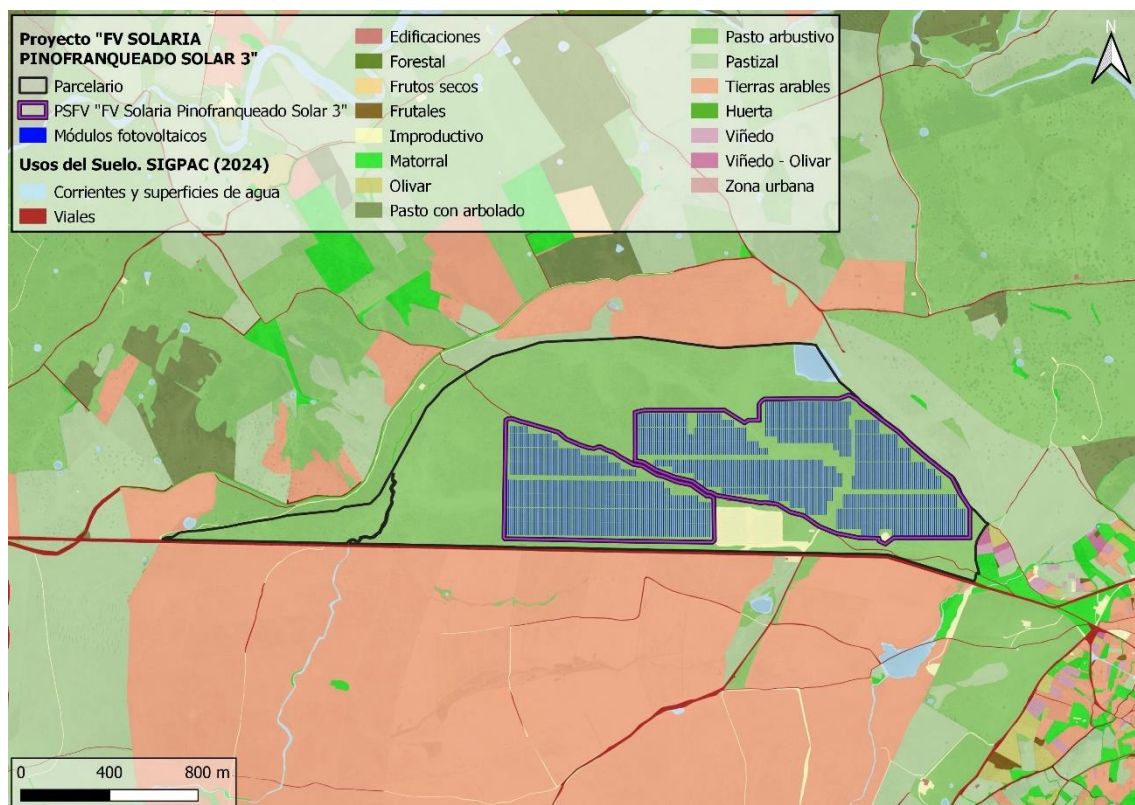 Proyecto "FV SOLARIA
PINOFRANQUEADO SOLAR 3"
Parcelario
PSFV "FV Solaria Pinofranqueado Solar 3"
Módulos fotovoltaicos
Usos del Suelo. SIGPAC (2024)
Corrientes y superficies de agua
Viales
Edificaciones
Forestal
Frutos secos
Frutales
Improductivo
Matorral
Olivar
Pasto con arbolado
Pasto arbustivo
Pastizal
Tierras arables
Huerta
Viñedo
Viñedo - Olivar
Zona urbana
N
0 400 800 m